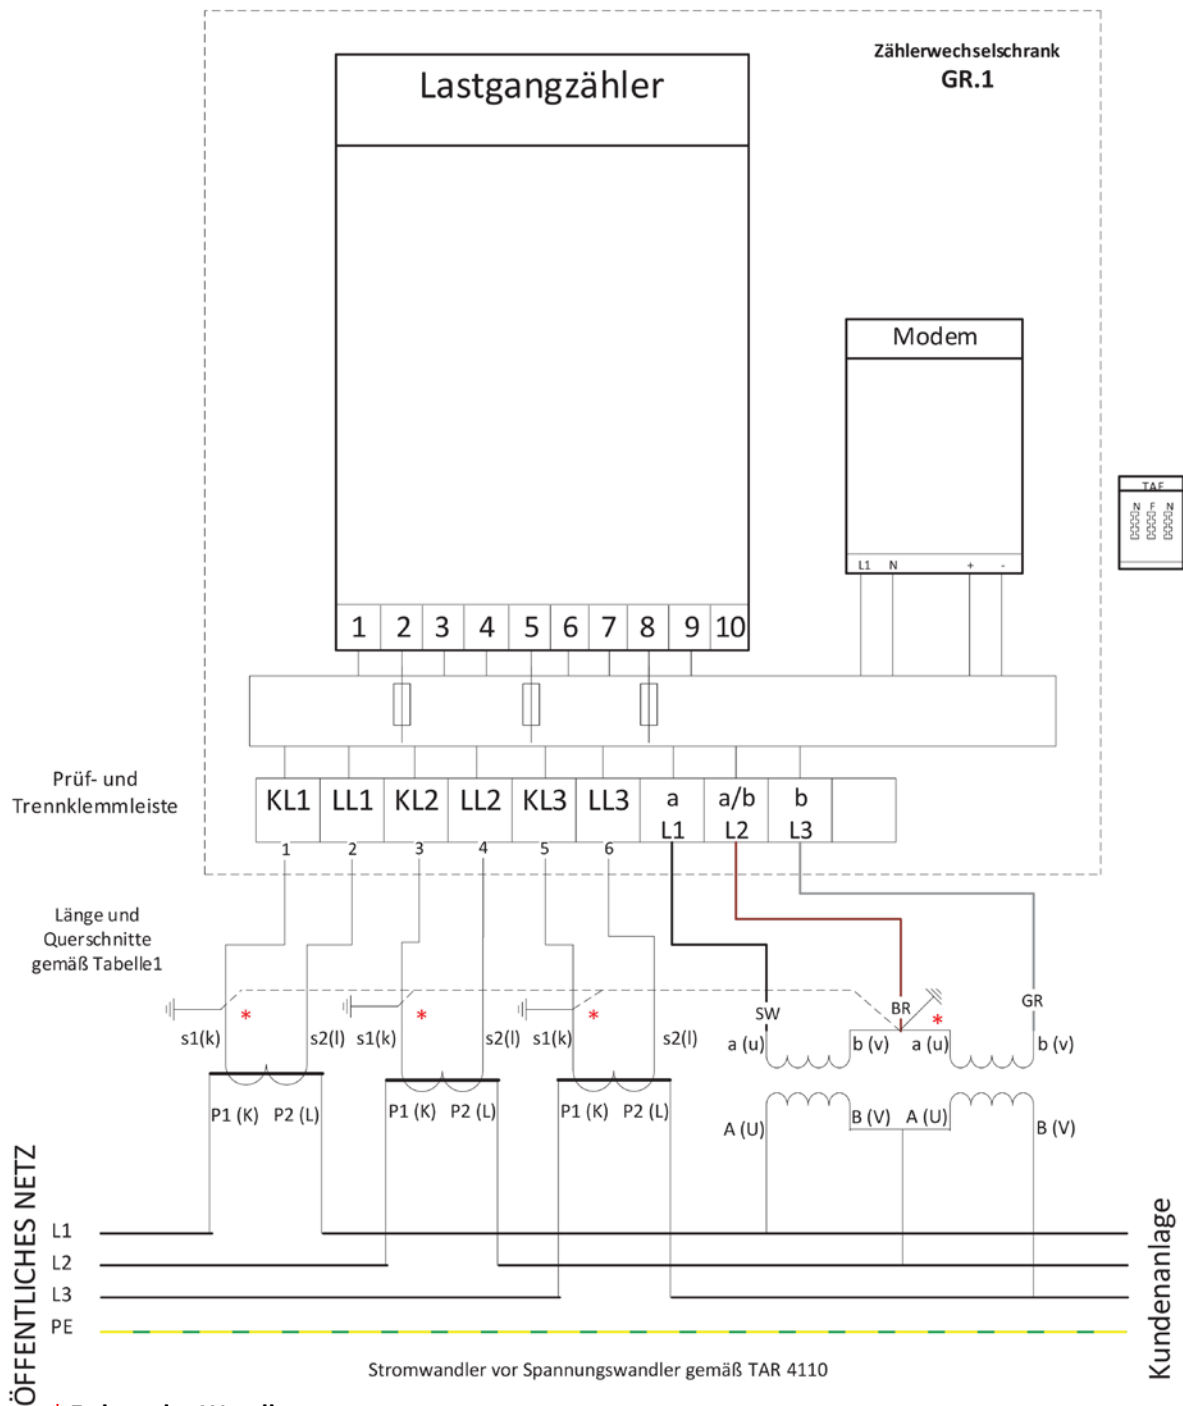 Zählerwechselschrank
GR.1
Lastgangzähler
Modem
TAE
N F N
L1 N + -
1 2 3 4 5 6 7 8 9 10
Prüf- und
Trennklemmleiste
KL1 LL1 KL2 LL2 KL3 LL3 a a/b b
L1 L2 L3
1 2 3 4 5 6
Länge und
Querschnitte
gemäß Tabelle1
SW BR GR
* * * *
s1(k) s2(l) s1(k) s2(l) s1(k) s2(l) a (u) b (v) a (u) b (v)
P1 (K) P2 (L) P1 (K) P2 (L) P1 (K) P2 (L) A (U) B (V) A (U) B (V)
ÖFFENTLICHES NETZ
L1
L2
L3
PE
Kundenanlage
Stromwandler vor Spannungswandler gemäß TAR 4110